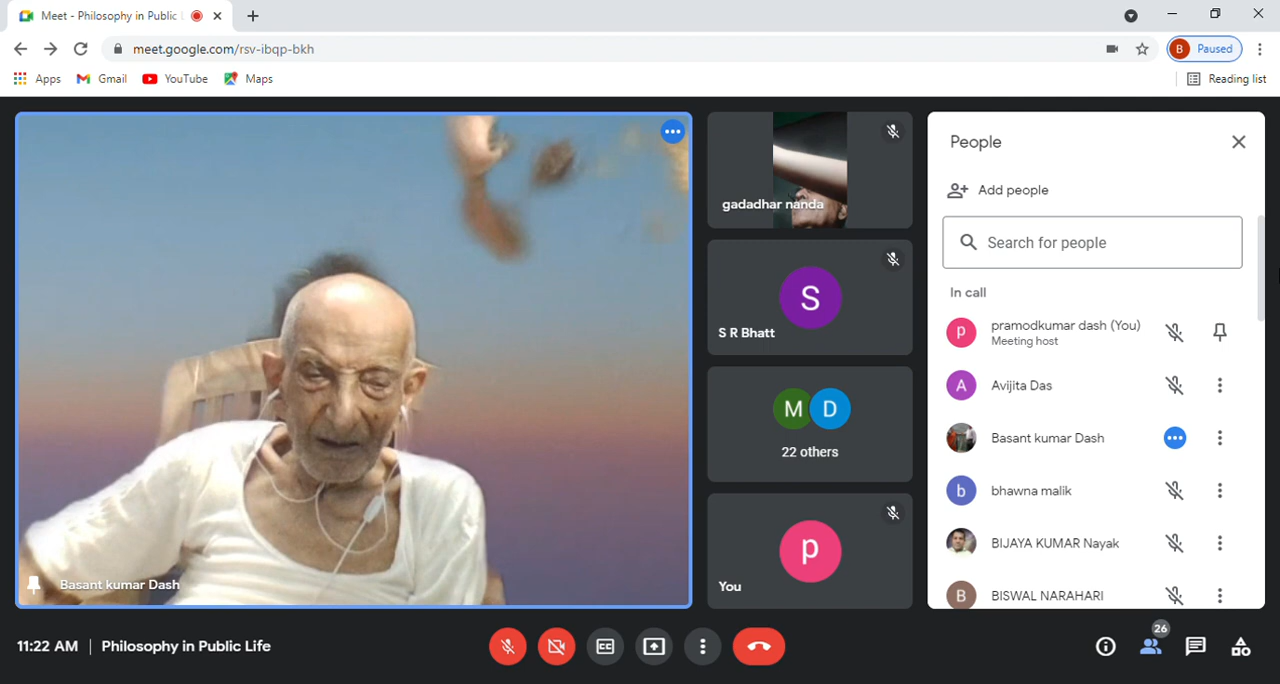 Meet - Philosophy in Public
meet.google.com/rsv-ibqp-bkh
B
Paused
Apps
Gmail
YouTube
Maps
Reading list
Basant kumar Dash
gadadhar nanda
S
S R Bhatt
M
D
22 others
p
You
People
Add people
Search for people
In call
p
pramodkumar dash (You)
Meeting host
A
Avijita Das
Basant kumar Dash
b
bhawna malik
BIJAYA KUMAR Nayak
B
BISWAL NARAHARI
11:22 AM | Philosophy in Public Life
CC
26